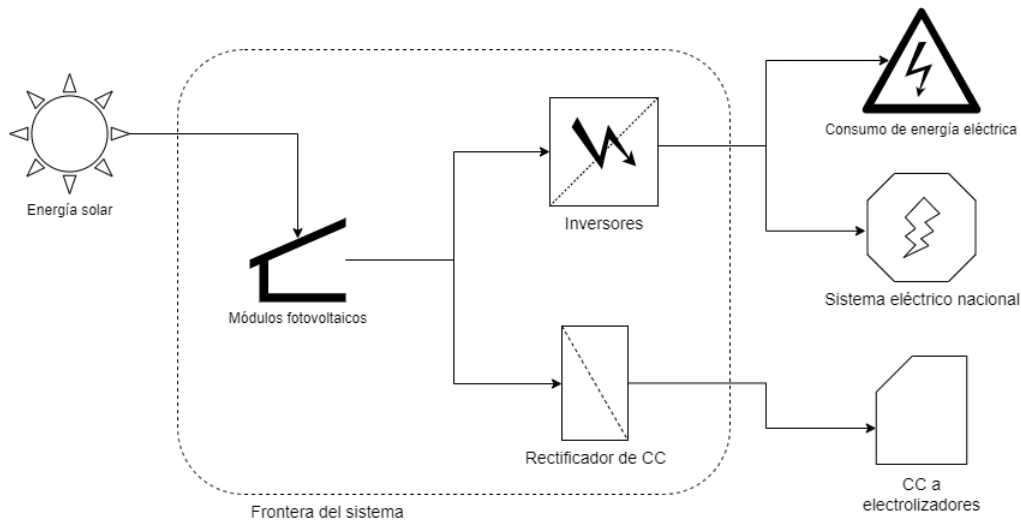 Consumo de energía eléctrica
Energía solar
Inversores
Módulos fotovoltaicos
Sistema eléctrico nacional
Rectificador de CC
CC a
electrolizadores
Frontera del sistema